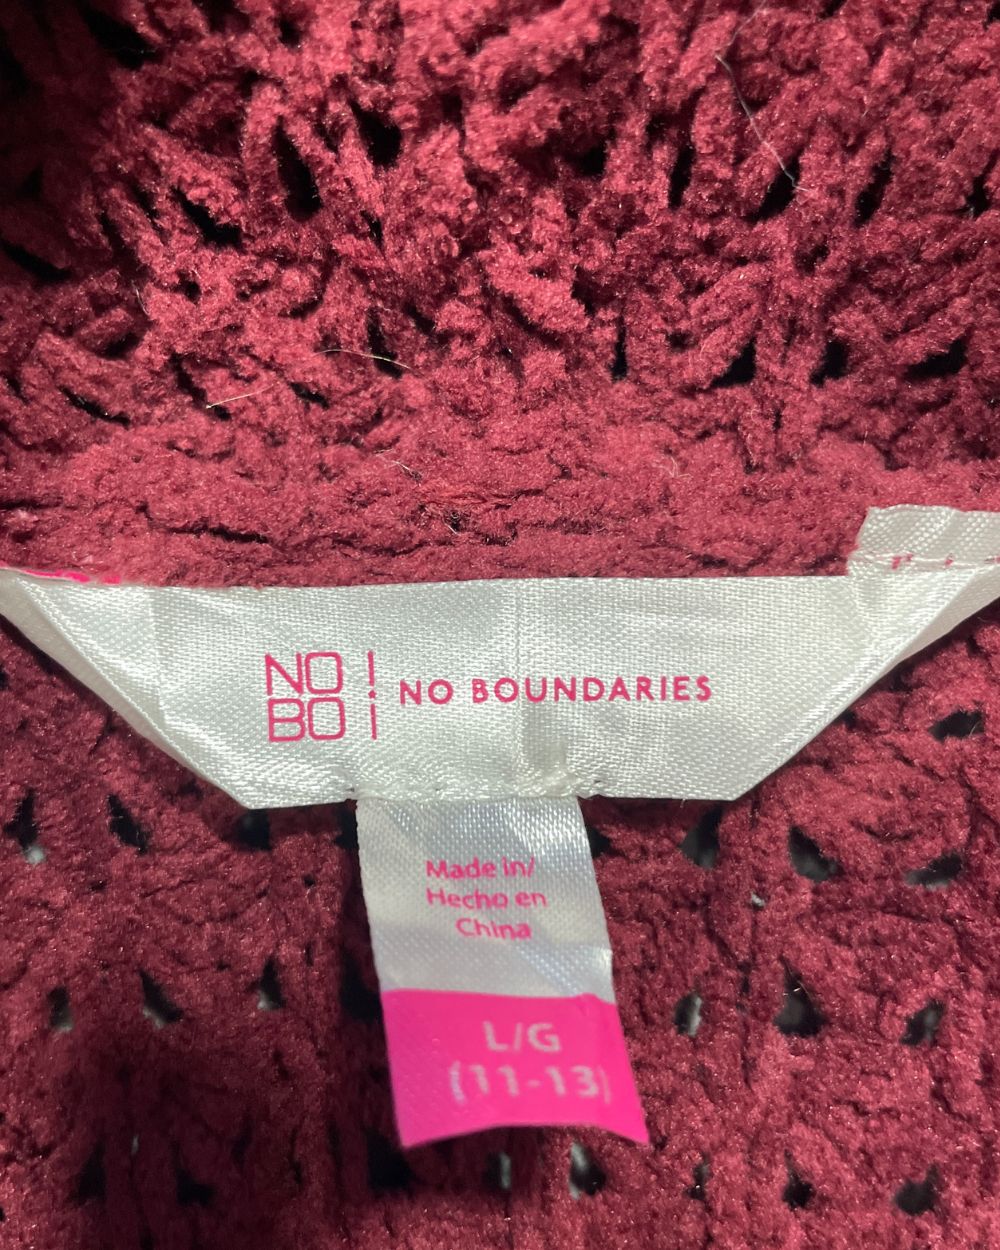 NO
BO
NO BOUNDARIES
Made in/
Hecho en
China
L/G
(11-13)